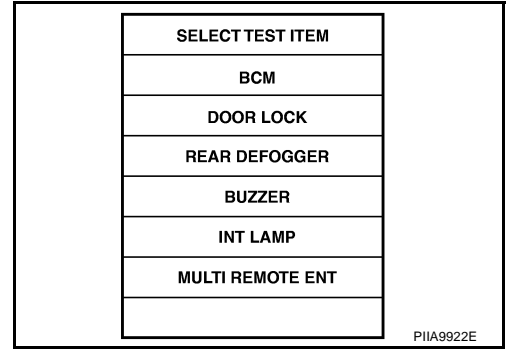 SELECT TEST ITEM
BCM
DOOR LOCK
REAR DEFOGGER
BUZZER
INT LAMP
MULTI REMOTE ENT
PIIA9922E